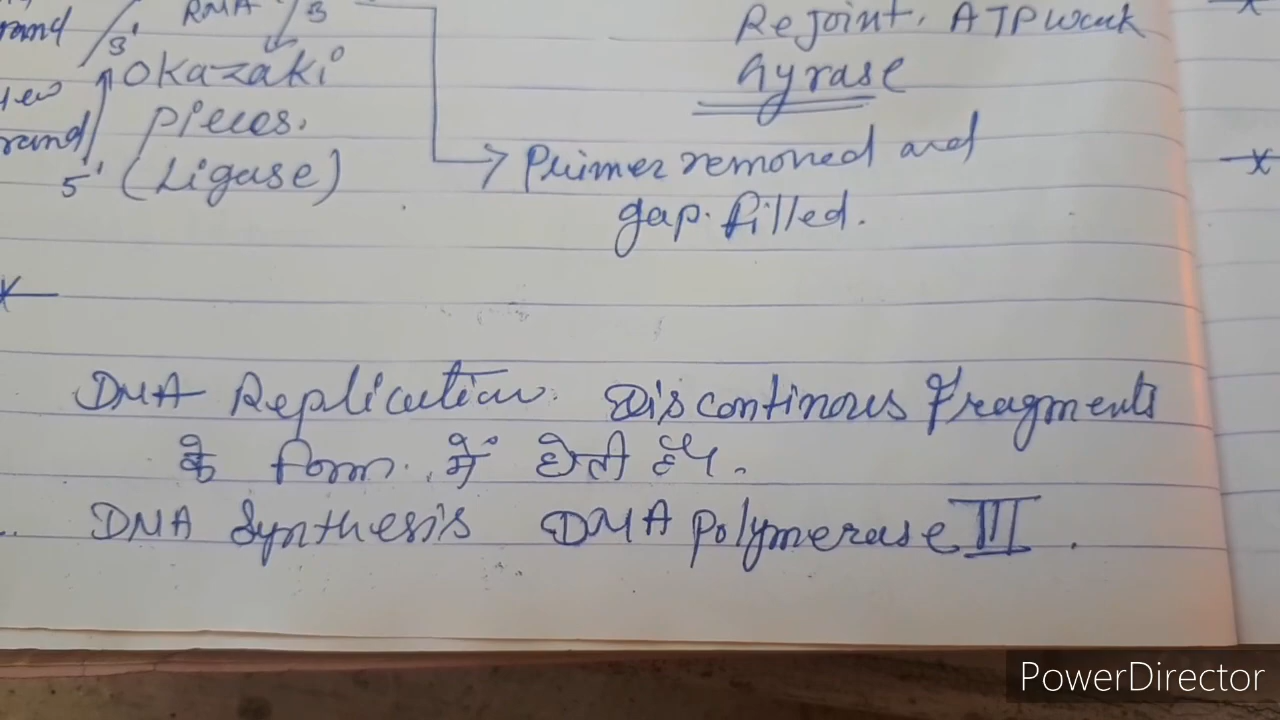 RNA 3
3'
Rejoint. ATP work
Okazaki
Gyrase
pieces.
(Ligase)
5'
Primer removed and
gap. filled.
DNA Replication. Discontinous Fragments
के form. में होती है.
DNA Synthesis DNA polymerase III.
PowerDirector